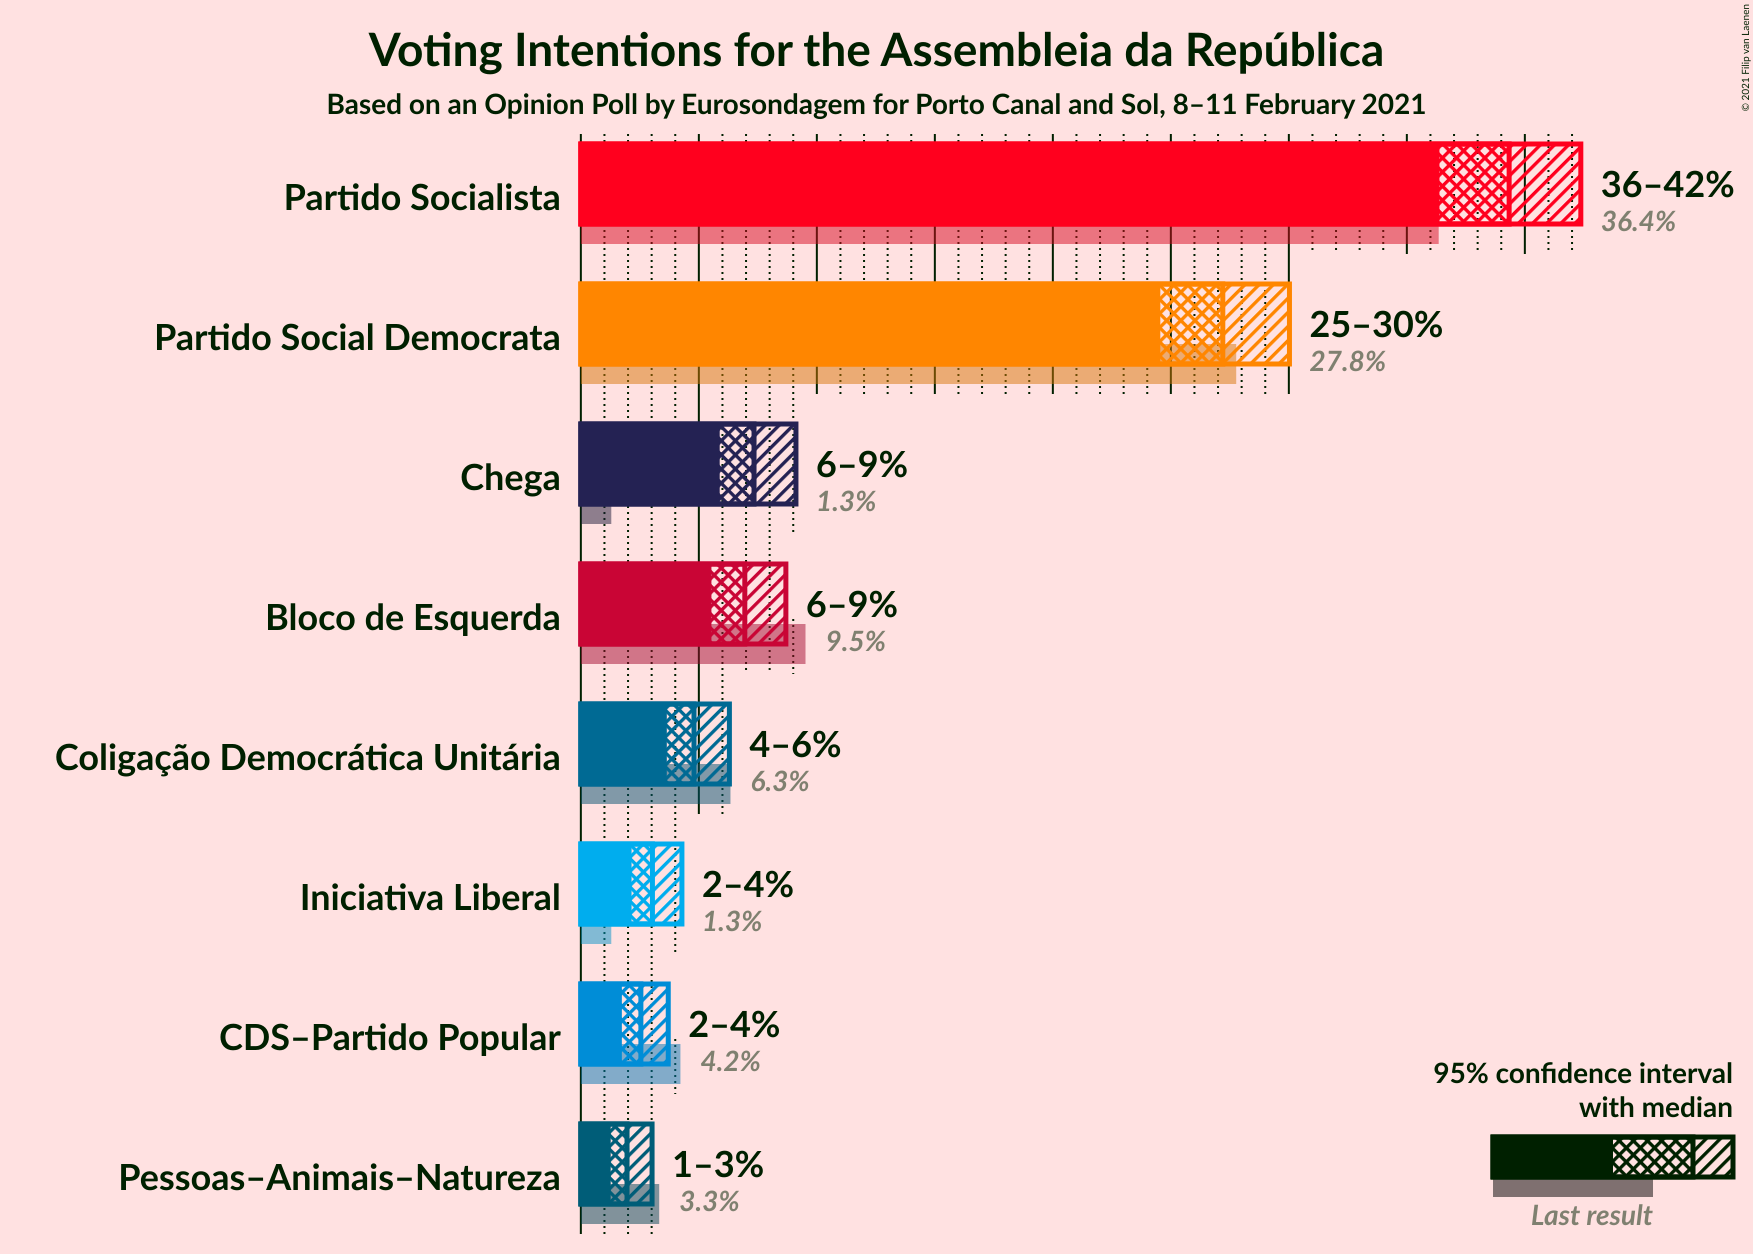 Voting Intentions for the Assembleia da República
Based on an Opinion Poll by Eurosondagem for Porto Canal and Sol, 8–11 February 2021
© 2021 Filip van Laenen
Partido Socialista
36–42%
36.4%
Partido Social Democrata
25–30%
27.8%
Chega
6–9%
1.3%
Bloco de Esquerda
6–9%
9.5%
Coligação Democrática Unitária
4–6%
6.3%
Iniciativa Liberal
2–4%
1.3%
CDS–Partido Popular
2–4%
4.2%
Pessoas–Animais–Natureza
1–3%
3.3%
95% confidence interval
with median
Last result